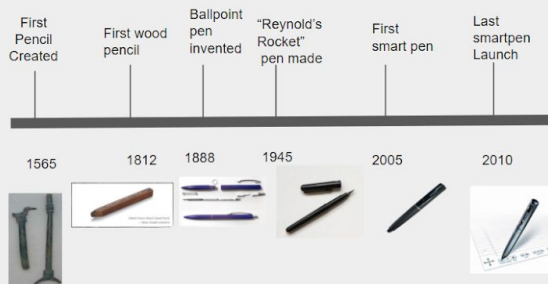 First
Pencil
Created
First wood
pencil
Ballpoint
pen
invented
“Reynold’s
Rocket”
pen made
First
smart pen
Last
smartpen
Launch
1565
1812
1888
1945
2005
2010